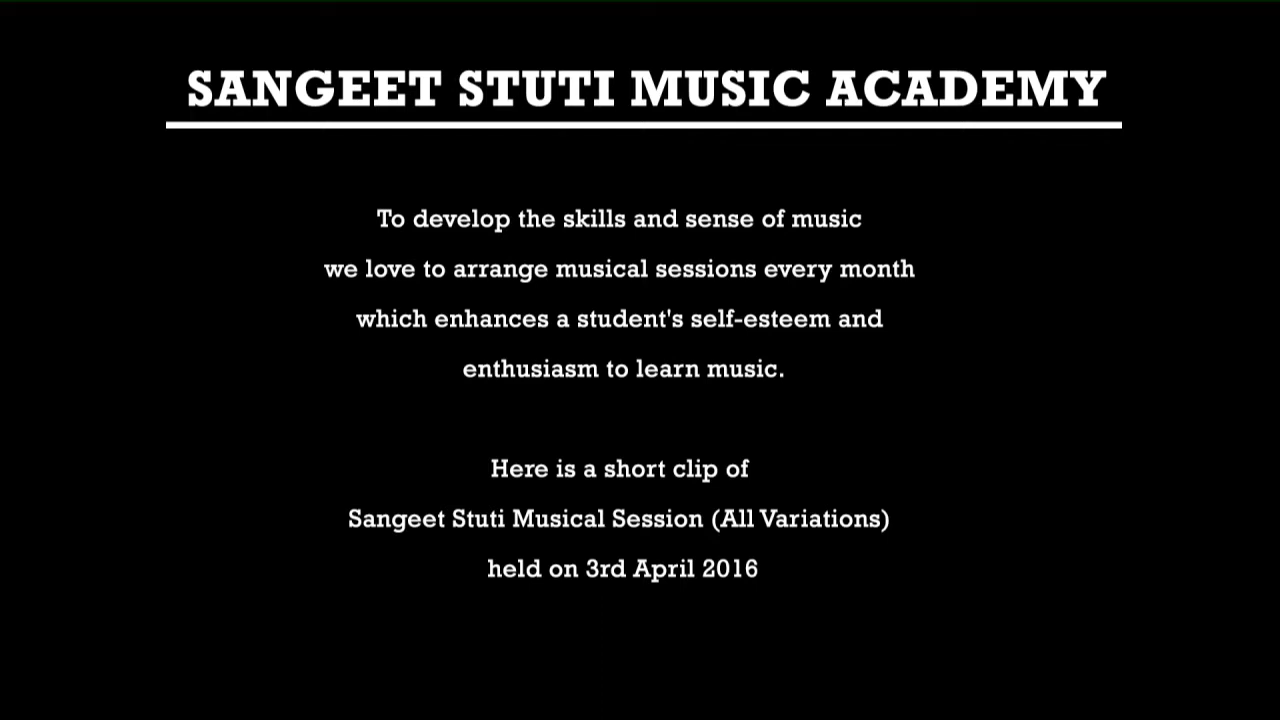 SANGEET STUTI MUSIC ACADEMY
To develop the skills and sense of music
we love to arrange musical sessions every month
which enhances a student's self-esteem and
enthusiasm to learn music.
Here is a short clip of
Sangeet Stuti Musical Session (All Variations)
held on 3rd April 2016